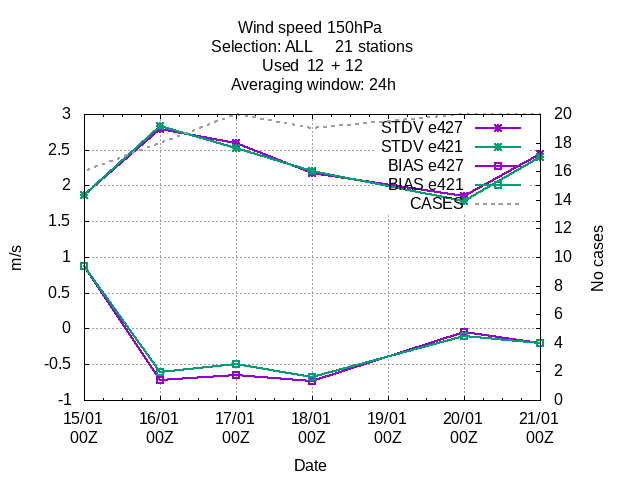 Wind speed 150hPa
Selection: ALL 21 stations
Used 12 + 12
Averaging window: 24h
3
2.5
2
1.5
1
0.5
0
-0.5
-1
m/s
20
18
16
14
12
10
8
6
4
2
0
No cases
STDV e427
STDV e421
BIAS e427
BIAS e421
CASES
15/01 16/01 17/01 18/01 19/01 20/01 21/01
00Z 00Z 00Z 00Z 00Z 00Z 00Z
Date